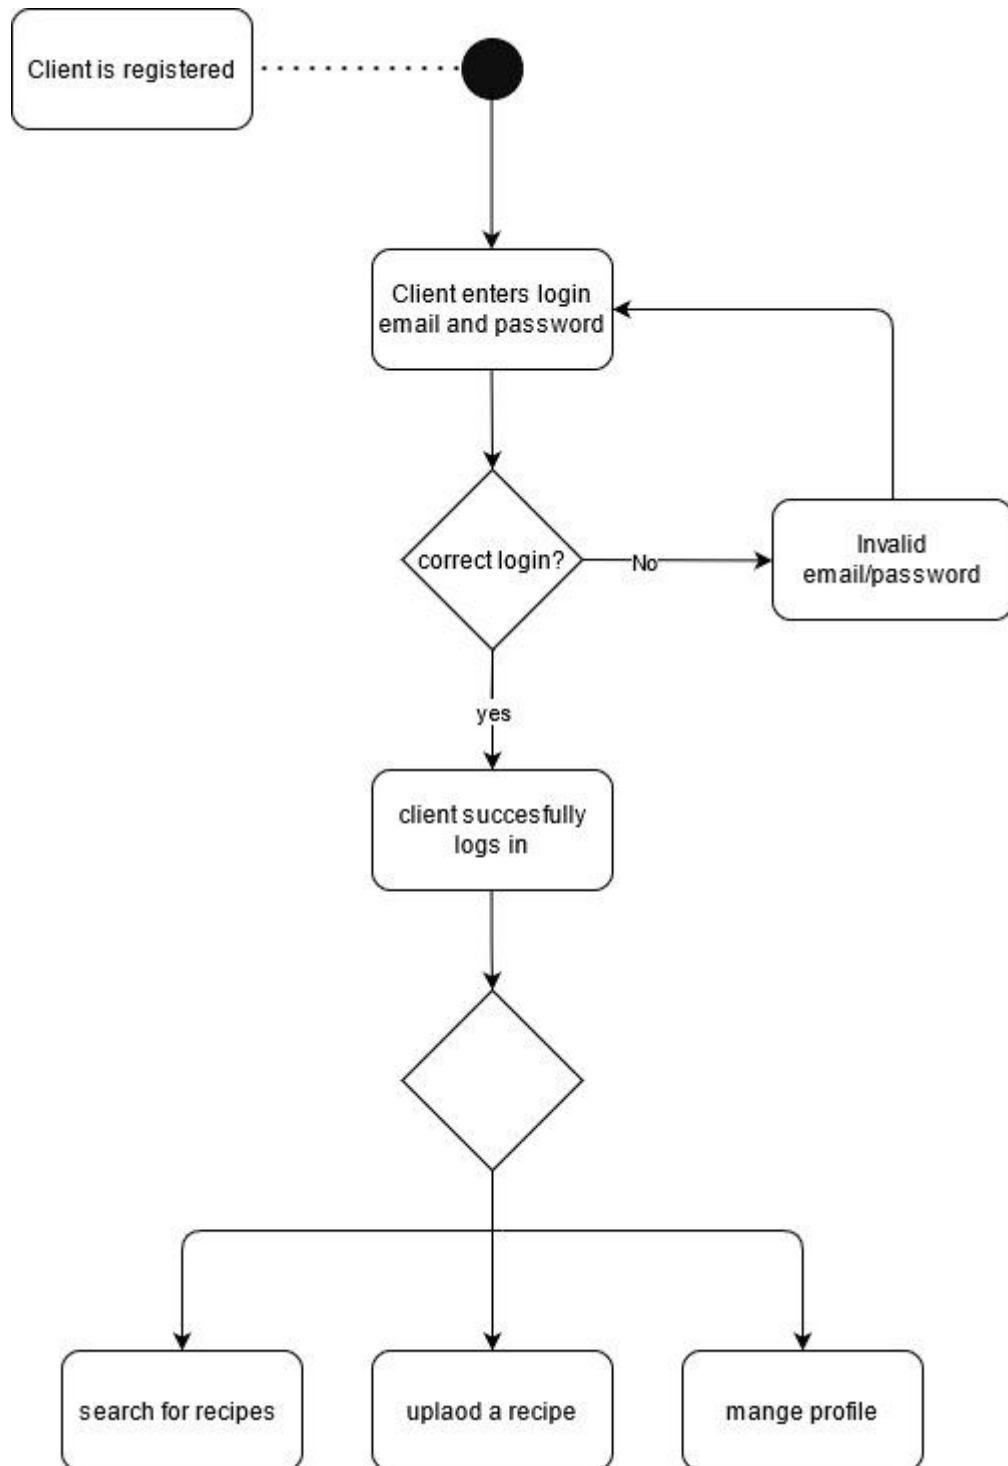 Client is registered
Client enters login
email and password
correct login?
No
Invalid
email/password
yes
client succesfully
logs in
search for recipes
uplaod a recipe
mange profile